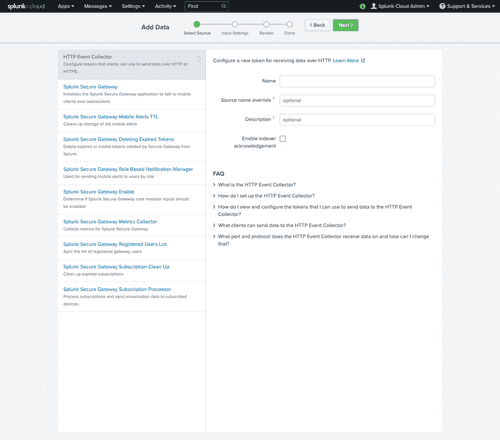 splunk>cloud Apps Messages Settings Activity Find i Splunk Cloud Admin Support & Services
Add Data
Select Source Input Settings Review Done
< Back Next >
HTTP Event Collector
Configure tokens that clients can use to send data over HTTP or
HTTPS.
Splunk Secure Gateway
Initializes the Splunk Secure Gateway application to talk to mobile
clients over websockets
Splunk Secure Gateway Mobile Alerts TTL
Cleans up storage of old mobile alerts
Splunk Secure Gateway Deleting Expired Tokens
Delete expired or invalid tokens created by Secure Gateway from
Splunk
Splunk Secure Gateway Role Based Notification Manager
Used for sending mobile alerts to users by role
Splunk Secure Gateway Enable
Determine if Splunk Secure Gateway core modular inputs should
be enabled
Splunk Secure Gateway Metrics Collector
Collects metrics for Splunk Secure Gateway
Splunk Secure Gateway Registered Users List
Sync the list of registered gateway users
Splunk Secure Gateway Subscription Clean Up
Clean up expired subscriptions
Splunk Secure Gateway Subscription Processor
Process subscriptions and send visualization data to subscribed
devices.
Configure a new token for receiving data over HTTP. Learn More
Name
Source name override ? optional
Description ? optional
Enable indexer
acknowledgement
FAQ
> What is the HTTP Event Collector?
> How do I set up the HTTP Event Collector?
> How do I view and configure the tokens that I can use to send data to the HTTP Event
Collector?
> What clients can send data to the HTTP Event Collector?
> What port and protocol does the HTTP Event Collector receive data on and how can I change
that?